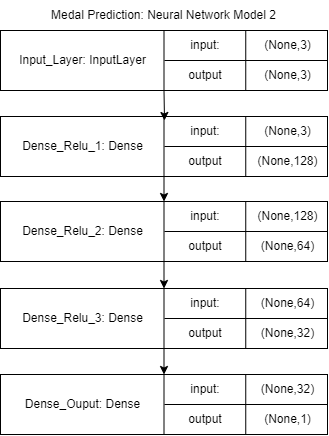 Medal Prediction: Neural Network Model 2
Input_Layer: InputLayer
input:
(None,3)
output
(None,3)
Dense_Relu_1: Dense
input:
(None,3)
output
(None,128)
Dense_Relu_2: Dense
input:
(None,128)
output
(None,64)
Dense_Relu_3: Dense
input:
(None,64)
output
(None,32)
Dense_Ouput: Dense
input:
(None,32)
output
(None,1)